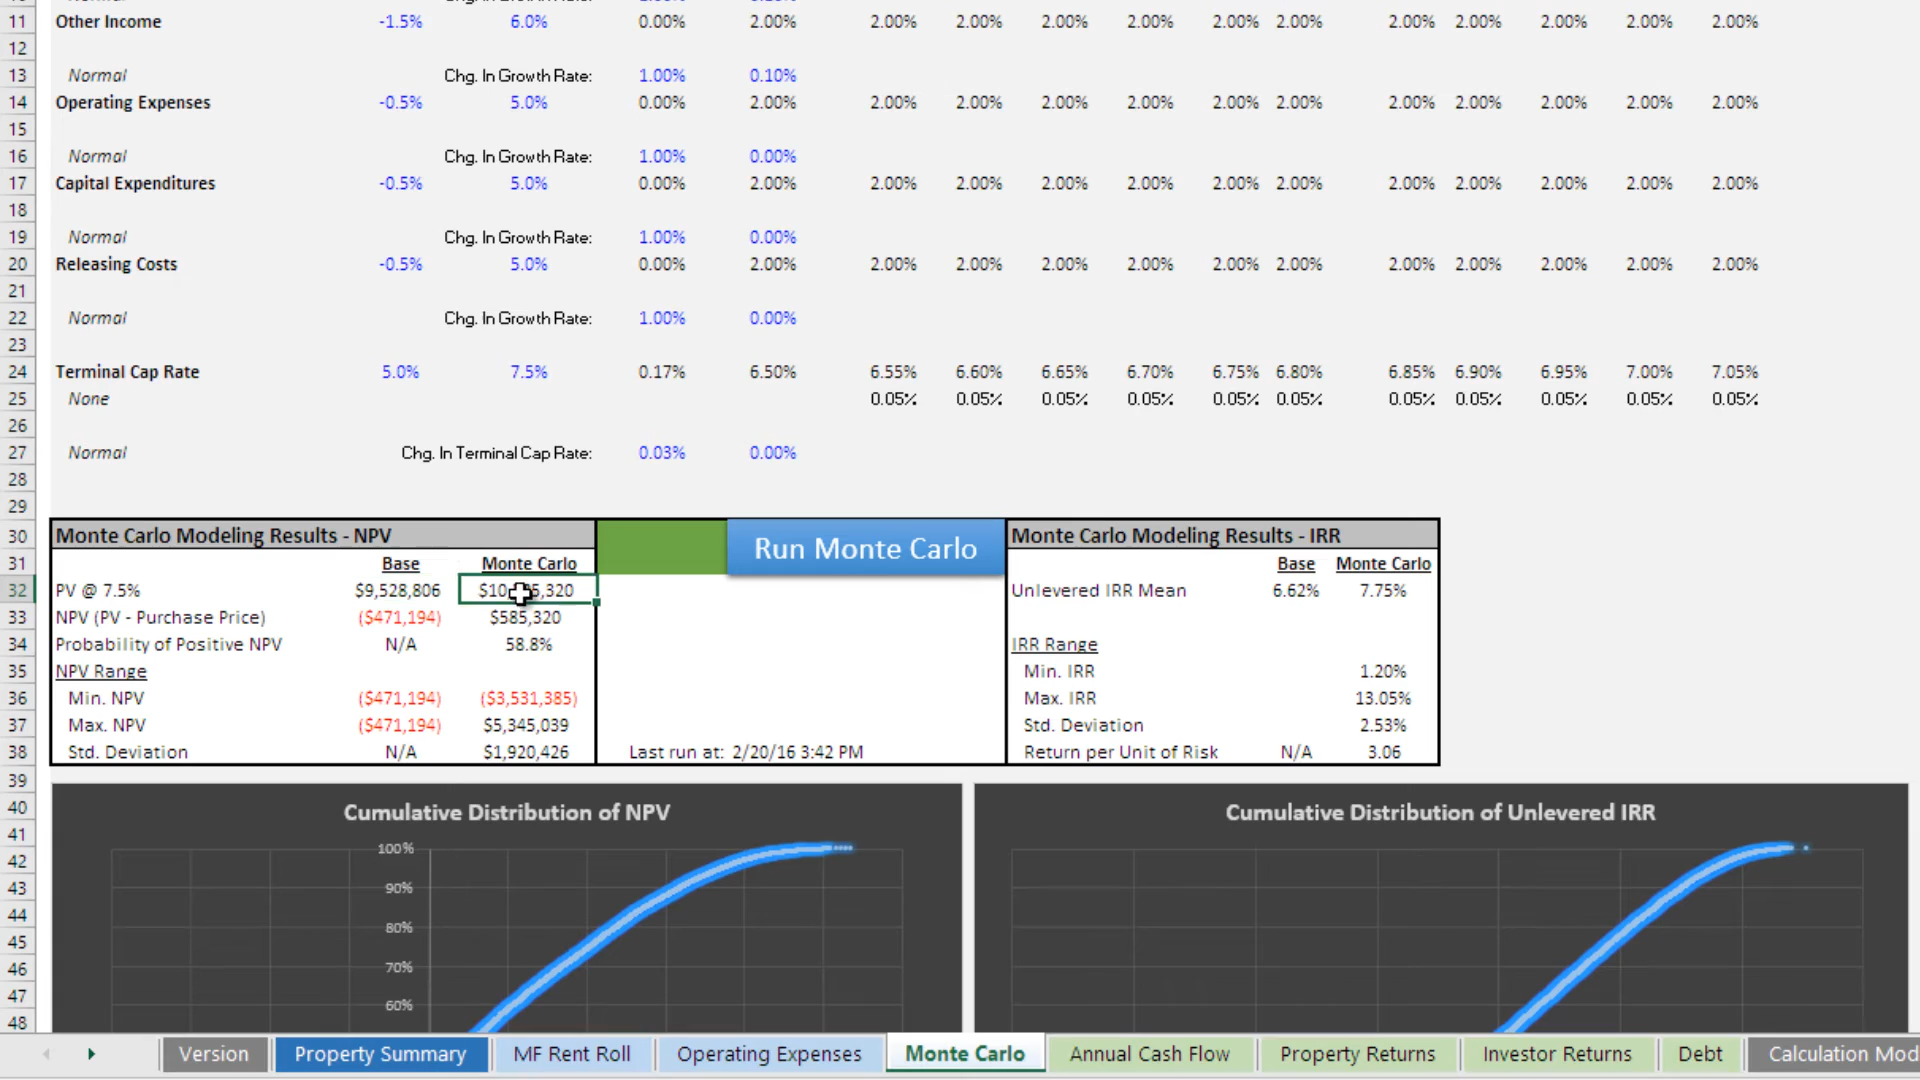 11 Other Income -1.5% 6.0% 0.00% 2.00% 2.00% 2.00% 2.00% 2.00% 2.00% 2.00% 2.00% 2.00% 2.00% 2.00% 2.00%
12
13 Normal Chg. In Growth Rate: 1.00% 0.10%
14 Operating Expenses -0.5% 5.0% 0.00% 2.00% 2.00% 2.00% 2.00% 2.00% 2.00% 2.00% 2.00% 2.00% 2.00% 2.00% 2.00%
15
16 Normal Chg. In Growth Rate: 1.00% 0.00%
17 Capital Expenditures -0.5% 5.0% 0.00% 2.00% 2.00% 2.00% 2.00% 2.00% 2.00% 2.00% 2.00% 2.00% 2.00% 2.00% 2.00%
18
19 Normal Chg. In Growth Rate: 1.00% 0.00%
20 Releasing Costs -0.5% 5.0% 0.00% 2.00% 2.00% 2.00% 2.00% 2.00% 2.00% 2.00% 2.00% 2.00% 2.00% 2.00% 2.00%
21
22 Normal Chg. In Growth Rate: 1.00% 0.00%
23
24 Terminal Cap Rate 5.0% 7.5% 0.17% 6.50% 6.55% 6.60% 6.65% 6.70% 6.75% 6.80% 6.85% 6.90% 6.95% 7.00% 7.05%
25 None 0.05% 0.05% 0.05% 0.05% 0.05% 0.05% 0.05% 0.05% 0.05% 0.05% 0.05%
26
27 Normal Chg. In Terminal Cap Rate: 0.03% 0.00%
28
29
30 Monte Carlo Modeling Results - NPV Run Monte Carlo Monte Carlo Modeling Results - IRR
31 Base Monte Carlo Base Monte Carlo
32 PV @ 7.5% $9,528,806 Unlevered IRR Mean 6.62% 7.75%
33 NPV (PV - Purchase Price) ($471,194) $585,320
34 Probability of Positive NPV N/A 58.8% IRR Range
35 NPV Range Min. IRR 1.20%
36 Min. NPV ($471,194) ($3,531,385) Max. IRR 13.05%
37 Max. NPV ($471,194) $5,345,039 Std. Deviation 2.53%
38 Std. Deviation N/A $1,920,426 Last run at: 2/20/16 3:42 PM Return per Unit of Risk N/A 3.06
39
40 Cumulative Distribution of NPV Cumulative Distribution of Unlevered IRR
41
42 100%
43 90%
44
45 80%
46 70%
47 60%
48
Version Property Summary MF Rent Roll Operating Expenses Monte Carlo Annual Cash Flow Property Returns Investor Returns Debt Calculation Mod